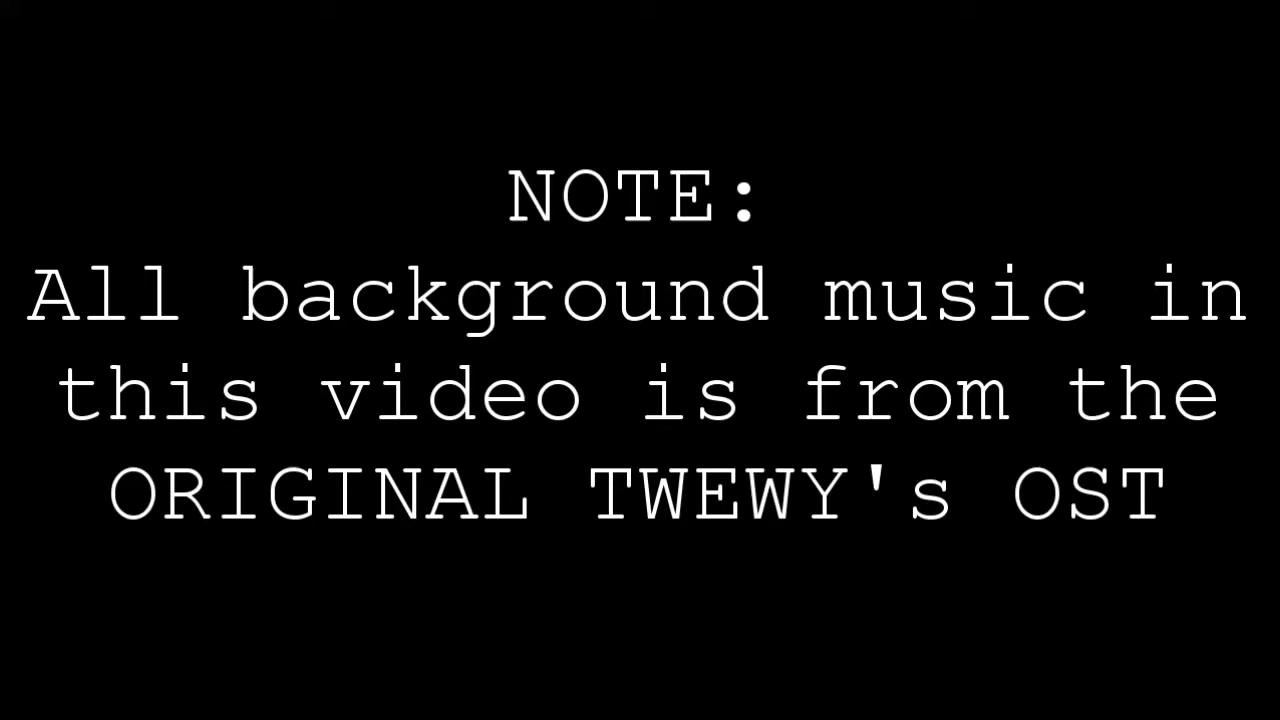 NOTE:
All background music in
this video is from the
ORIGINAL TWEWY's OST